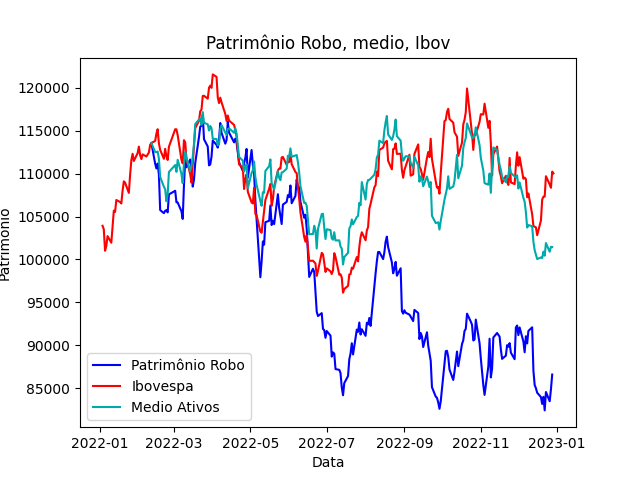 Patrimônio Robo, medio, Ibov
120000
115000
110000
105000
100000
95000
90000
85000
Patrimonio
Patrimônio Robo
Ibovespa
Medio Ativos
2022-01 2022-03 2022-05 2022-07 2022-09 2022-11 2023-01
Data